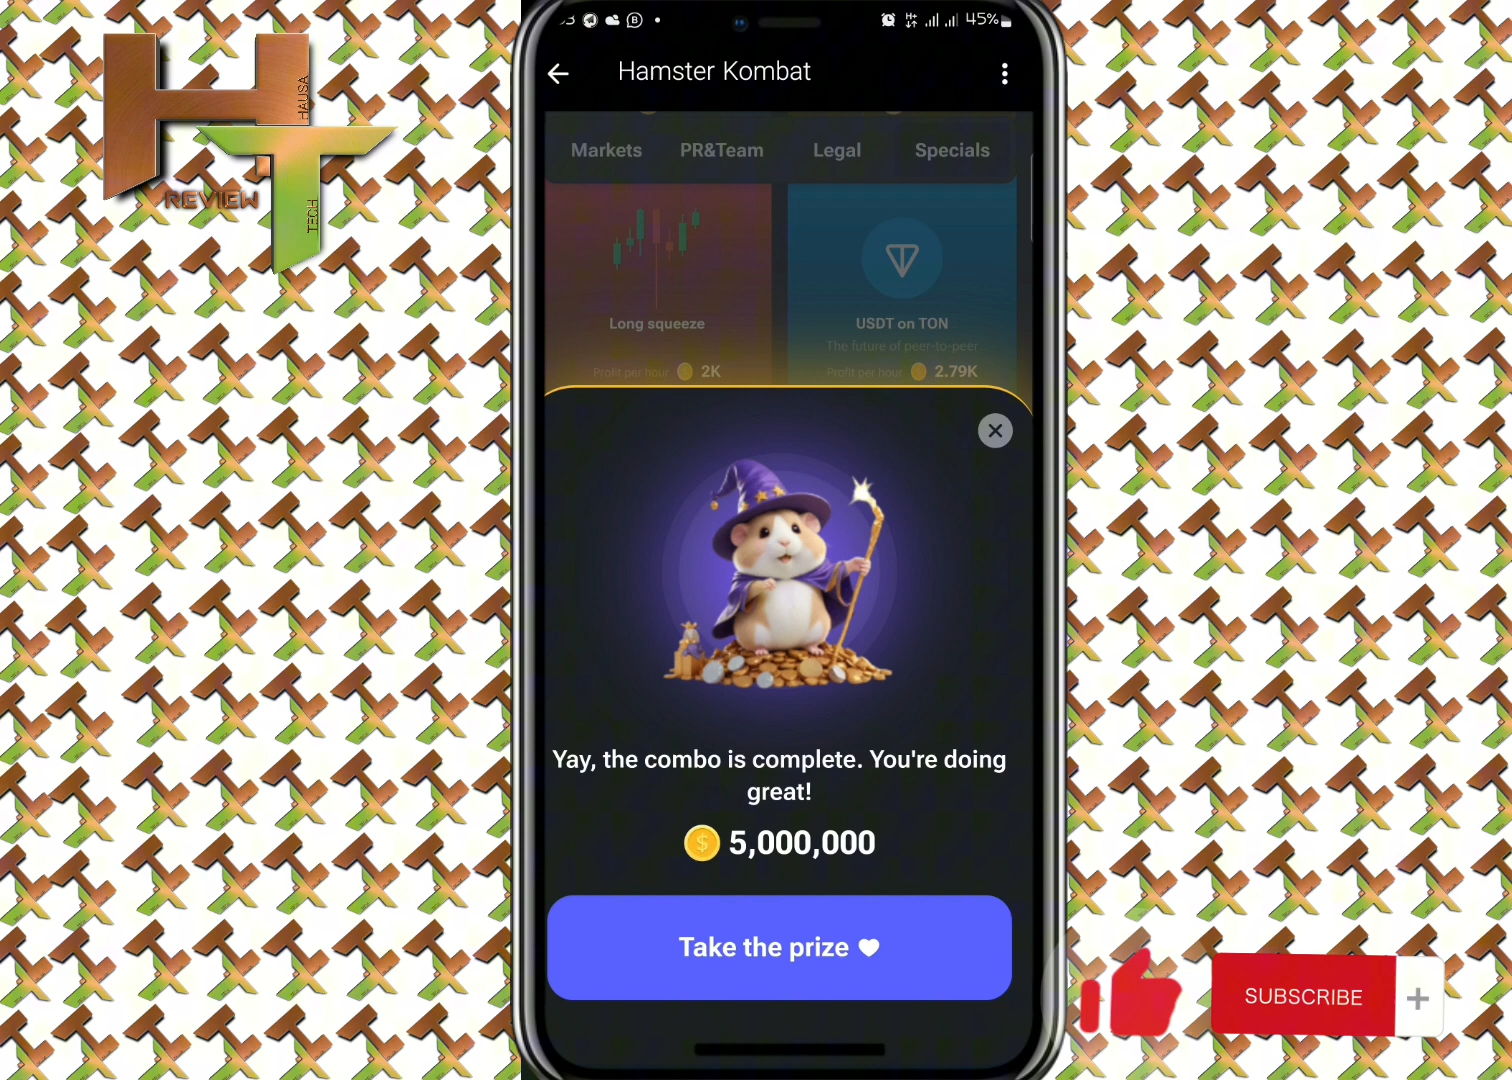 HAUSA
REVIEW
TECH
3
B
H+
45%
Hamster Kombat
Markets
PR&Team
Legal
Specials
Long squeeze
Profit per hour
2K
USDT on TON
The future of peer-to-peer
Profit per hour
2.79K
Yay, the combo is complete. You're doing
great!
$ 5,000,000
Take the prize
SUBSCRIBE
+